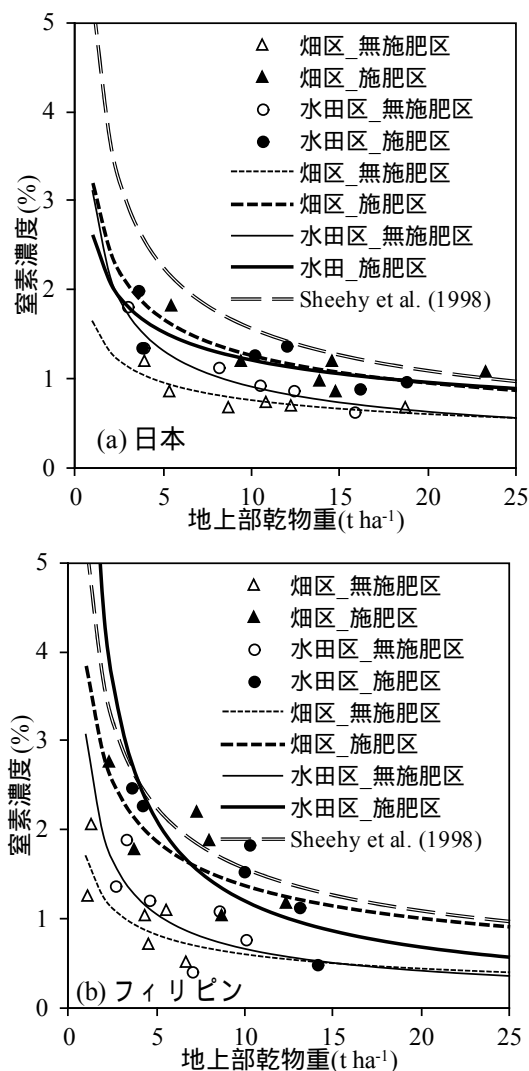 5
4
3
2
1
0
窒素濃度(%)
畑区_無施肥区
畑区_施肥区
水田区_無施肥区
水田区_施肥区
畑区_無施肥区
畑区_施肥区
水田区_無施肥区
水田_施肥区
Sheehy et al. (1998)
(a) 日本
0 5 10 15 20 25
地上部乾物重(t ha⁻¹)
5
4
3
2
1
0
窒素濃度(%)
畑区_無施肥区
畑区_施肥区
水田区_無施肥区
水田区_施肥区
畑区_無施肥区
畑区_施肥区
水田区_無施肥区
水田区_施肥区
Sheehy et al. (1998)
(b) フィリピン
0 5 10 15 20 25
地上部乾物重(t ha⁻¹)